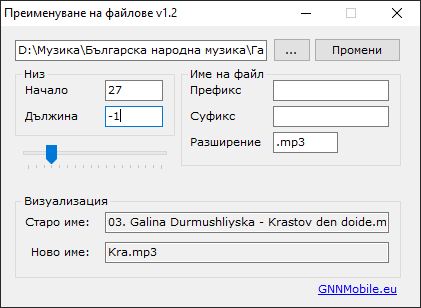 Преименуване на файлове v1.2
D:\Музика\Българска народна музика\Га
...
Промени
Низ
Начало
27
Дължина
-1
Име на файл
Префикс
Суфикс
Разширение
.mp3
Визуализация
Старо име:
03. Galina Durmushliyska - Krastov den doide.m
Ново име:
Kra.mp3
GNNMobile.eu